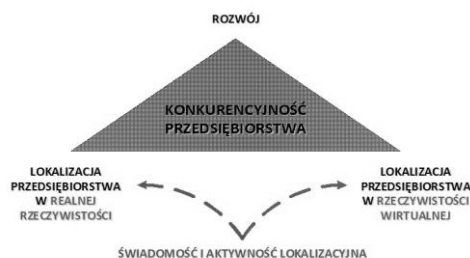 ROZWÓJ
KONKURENCYJNOŚĆ
PRZEDSIĘBIORSTWA
LOKALIZACJA
PRZEDSIĘBIORSTWA
W REALNEJ
RZECZYWISTOŚCI
LOKALIZACJA
PRZEDSIĘBIORSTWA
W RZECZYWISTOŚCI
WIRTUALNEJ
ŚWIADOMOŚĆ I AKTYWNOŚĆ LOKALIZACYJNA